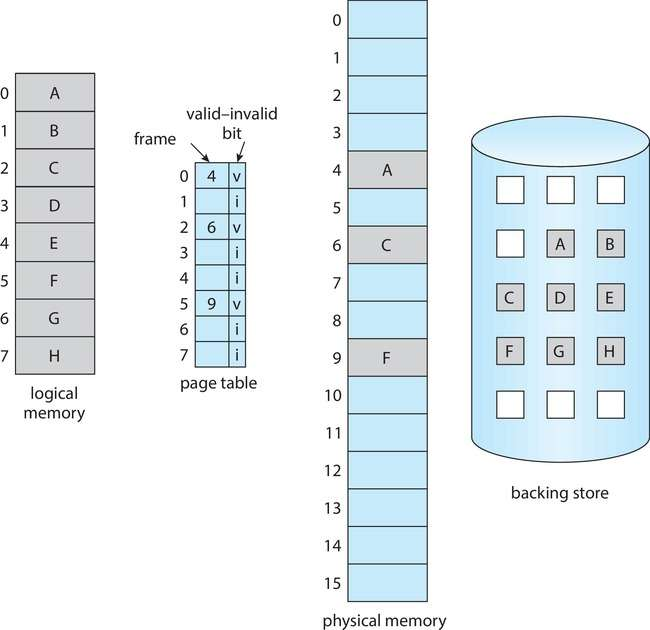 0 A
1 B
2 C
3 D
4 E
5 F
6 G
7 H
logical
memory
valid–invalid
bit
frame
0 4 v
1 i
2 6 v
3 i
4 i
5 9 v
6 i
7 i
page table
0
1
2
3
4 A
5
6 C
7
8
9 F
10
11
12
13
14
15
physical memory
A B
C D E
F G H
backing store